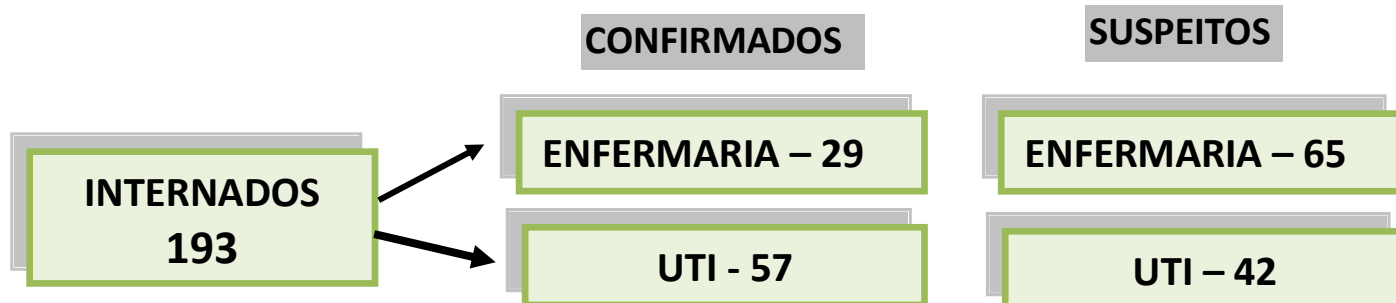 CONFIRMADOS
SUSPEITOS
INTERNADOS
193
ENFERMARIA – 29
ENFERMARIA – 65
UTI - 57
UTI – 42